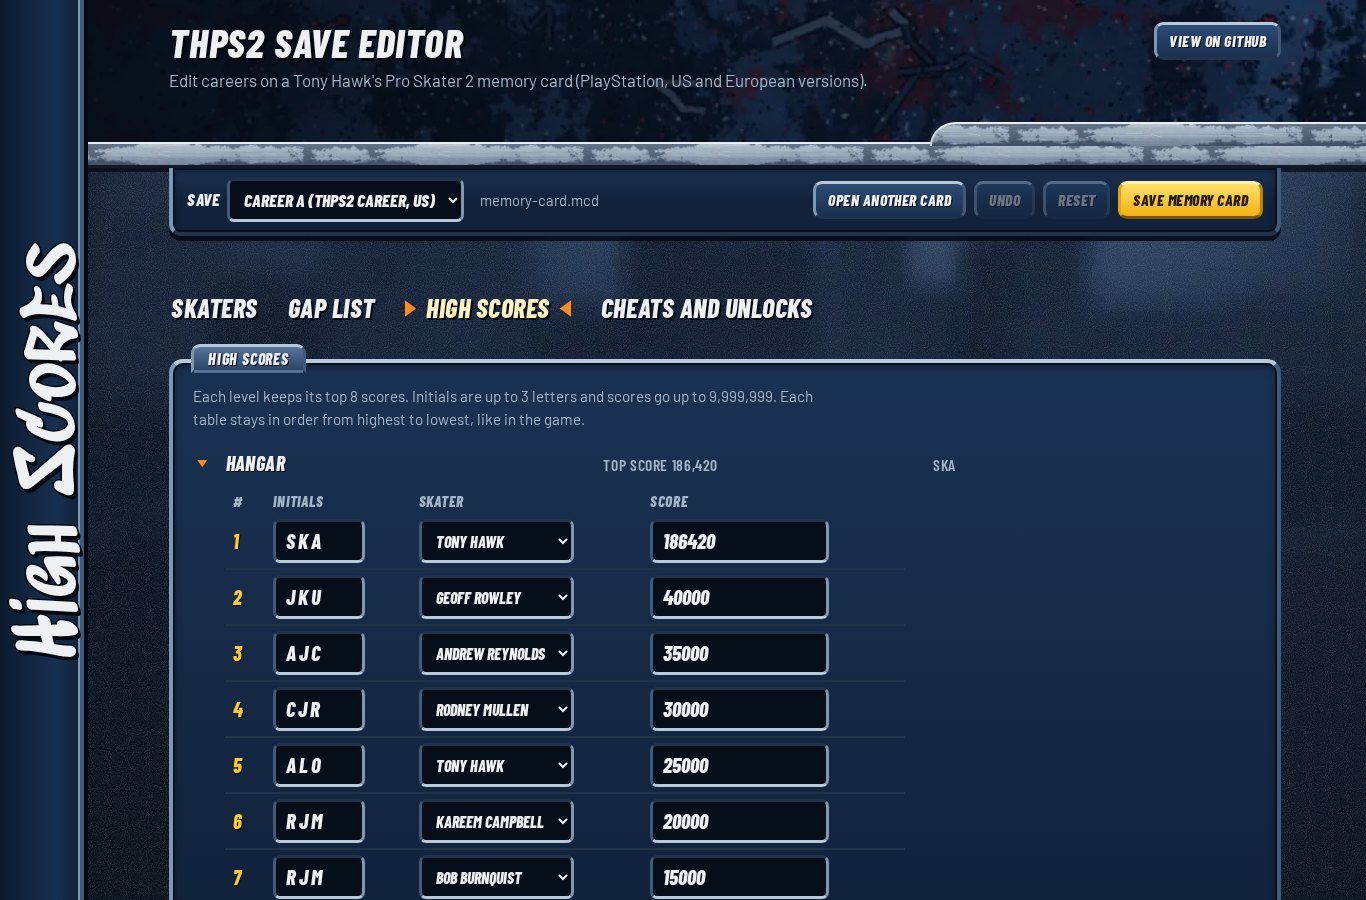 THPS2 SAVE EDITOR
VIEW ON GITHUB
Edit careers on a Tony Hawk's Pro Skater 2 memory card (PlayStation, US and European versions).
SAVE CAREER A (THPS2 CAREER, US) memory-card.mcd OPEN ANOTHER CARD UNDO RESET SAVE MEMORY CARD
High Scores
SKATERS GAP LIST HIGH SCORES CHEATS AND UNLOCKS
HIGH SCORES
Each level keeps its top 8 scores. Initials are up to 3 letters and scores go up to 9,999,999. Each
table stays in order from highest to lowest, like in the game.
HANGAR TOP SCORE 186,420 SKA
# INITIALS SKATER SCORE
1 SKA TONY HAWK 186420
2 JKU GEOFF ROWLEY 40000
3 AJC ANDREW REYNOLDS 35000
4 CJR RODNEY MULLEN 30000
5 ALO TONY HAWK 25000
6 RJM KAREEM CAMPBELL 20000
7 RJM BOB BURNQUIST 15000